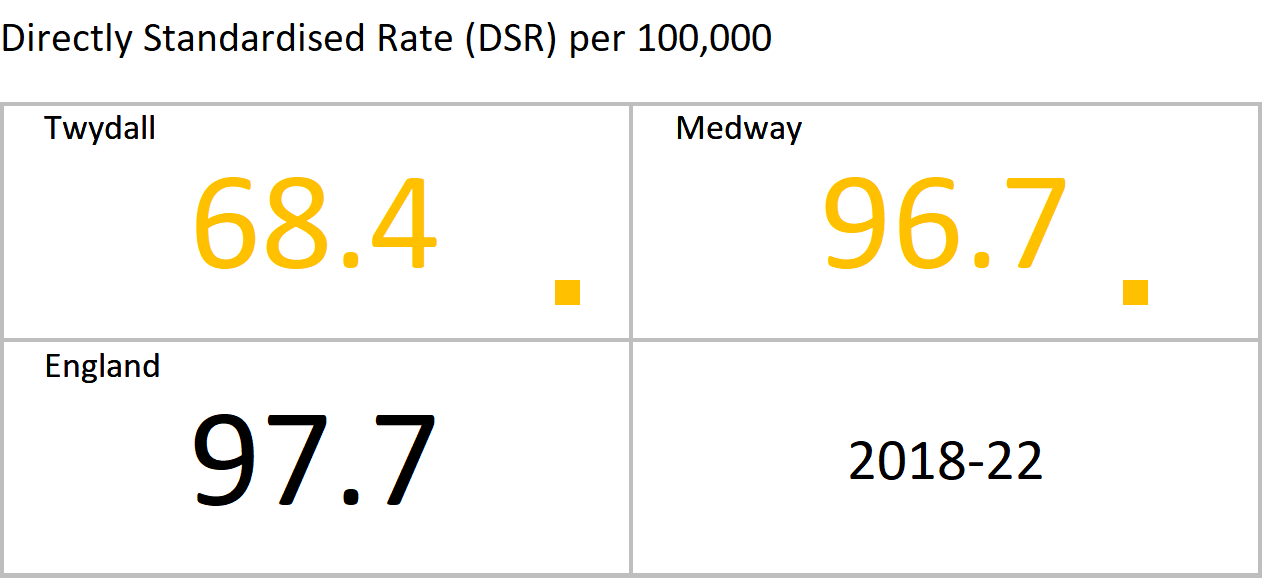 Directly Standardised Rate (DSR) per 100,000
Twydall
68.4
Medway
96.7
England
97.7
2018-22